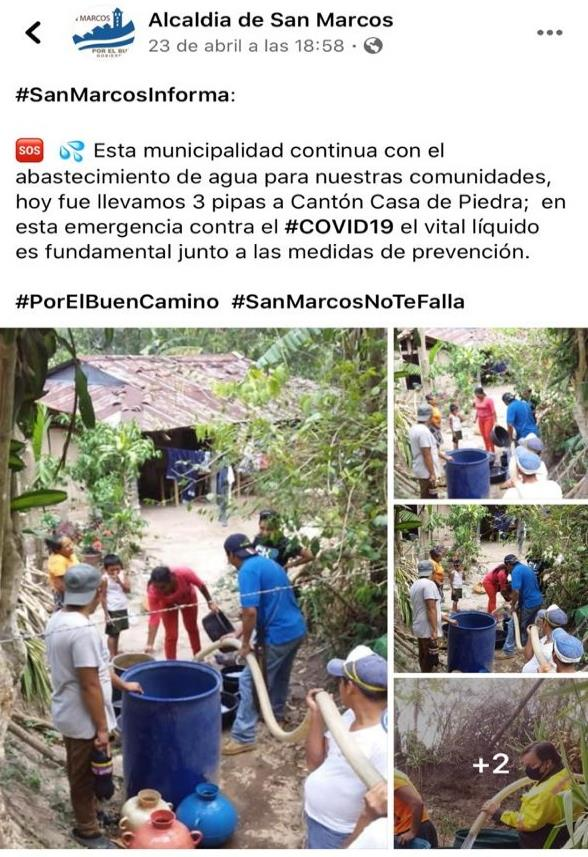 Alcaldia de San Marcos
MARCOS
23 de abril a las 18:58 ·
POR EL
#SanMarcosInforma:
SOS Esta municipalidad continua con el
abastecimiento de agua para nuestras comunidades,
hoy fue llevamos 3 pipas a Cantón Casa de Piedra; en
esta emergencia contra el #COVID19 el vital líquido
es fundamental junto a las medidas de prevención.
#PorElBuenCamino #SanMarcosNoTeFalla
+2